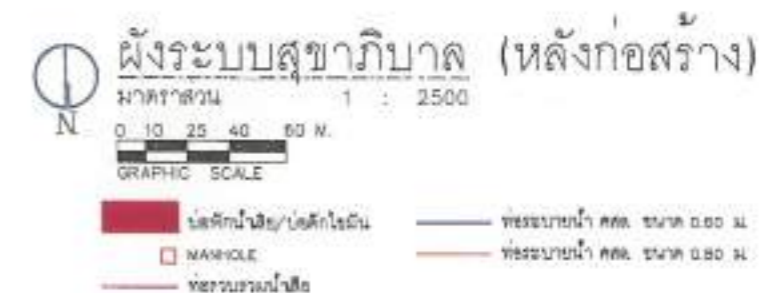 ผังระบบสุขาภิบาล (หลังก่อสร้าง)
มาตราส่วน 1 : 2500
N
0 10 25 40 60 M.
GRAPHIC SCALE
บ่อพักน้ำเสีย/บ่อดักไขมัน
ท่อระบายน้ำ คสล. ขนาด 0.60 ม.
MANHOLE
ท่อระบายน้ำ คสล. ขนาด 0.80 ม.
ท่อรวบรวมน้ำเสีย